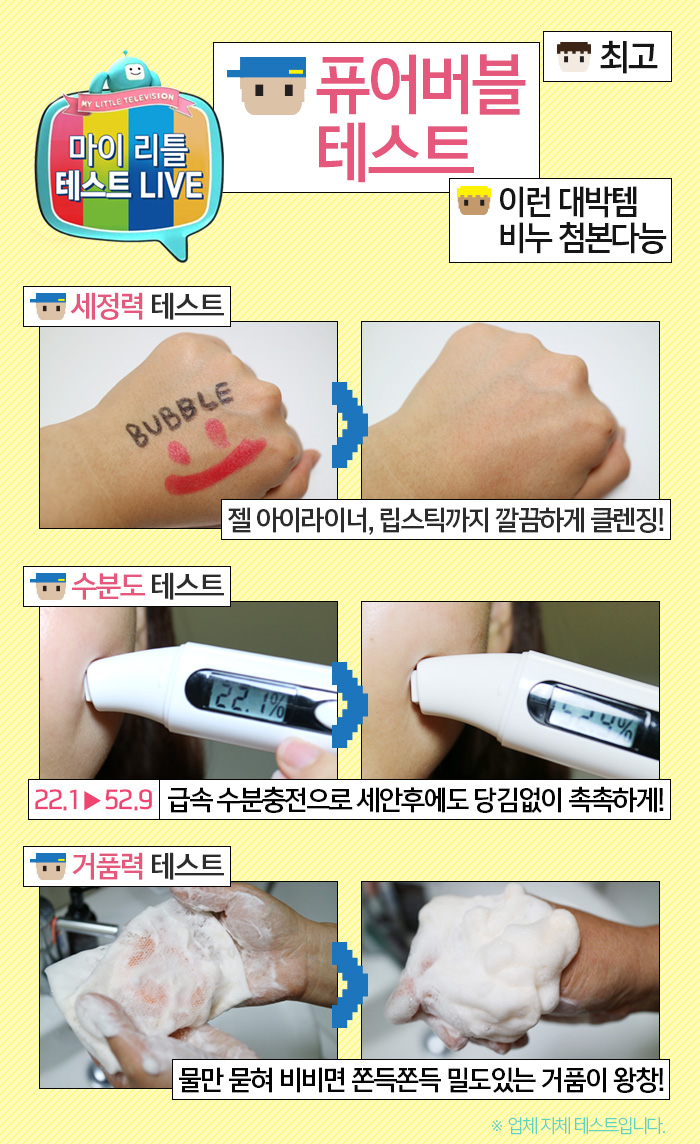 MY LITTLE TELEVISION
마이 리틀
테스트 LIVE
퓨어버블
테스트
최고
이런 대박템
비누 첨본다능
세정력 테스트
BUBBLE
젤 아이라이너, 립스틱까지 깔끔하게 클렌징!
수분도 테스트
22.1%
22.1▶52.9 급속 수분충전으로 세안후에도 당김없이 촉촉하게!
거품력 테스트
물만 묻혀 비비면 쫀득쫀득 밀도있는 거품이 왕창!
※ 업체 자체 테스트입니다.